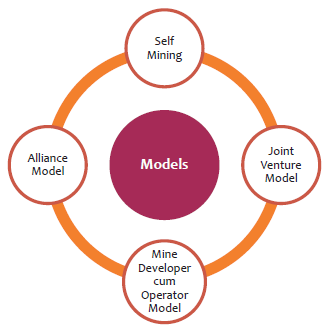 Self
Mining
Alliance
Model
Models
Joint
Venture
Model
Mine
Developer
cum
Operator
Model